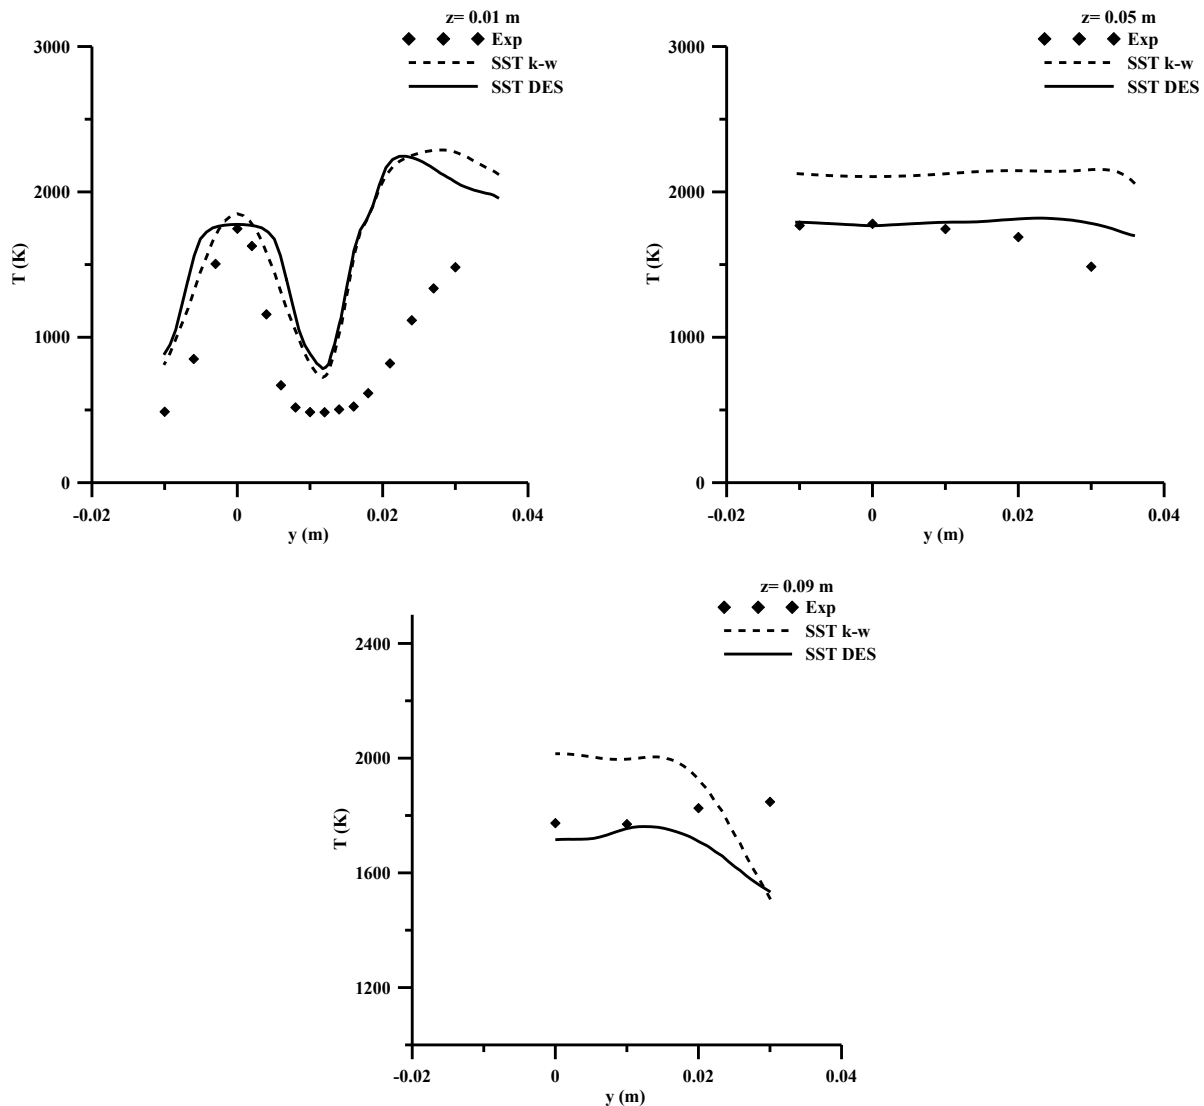 z= 0.01 m
Exp
SST k-w
SST DES
3000
2000
1000
0
T (K)
-0.02
0
0.02
0.04
y (m)
z= 0.05 m
Exp
SST k-w
SST DES
3000
2000
1000
0
T (K)
-0.02
0
0.02
0.04
y (m)
z= 0.09 m
Exp
SST k-w
SST DES
2400
2000
1600
1200
T (K)
-0.02
0
0.02
0.04
y (m)